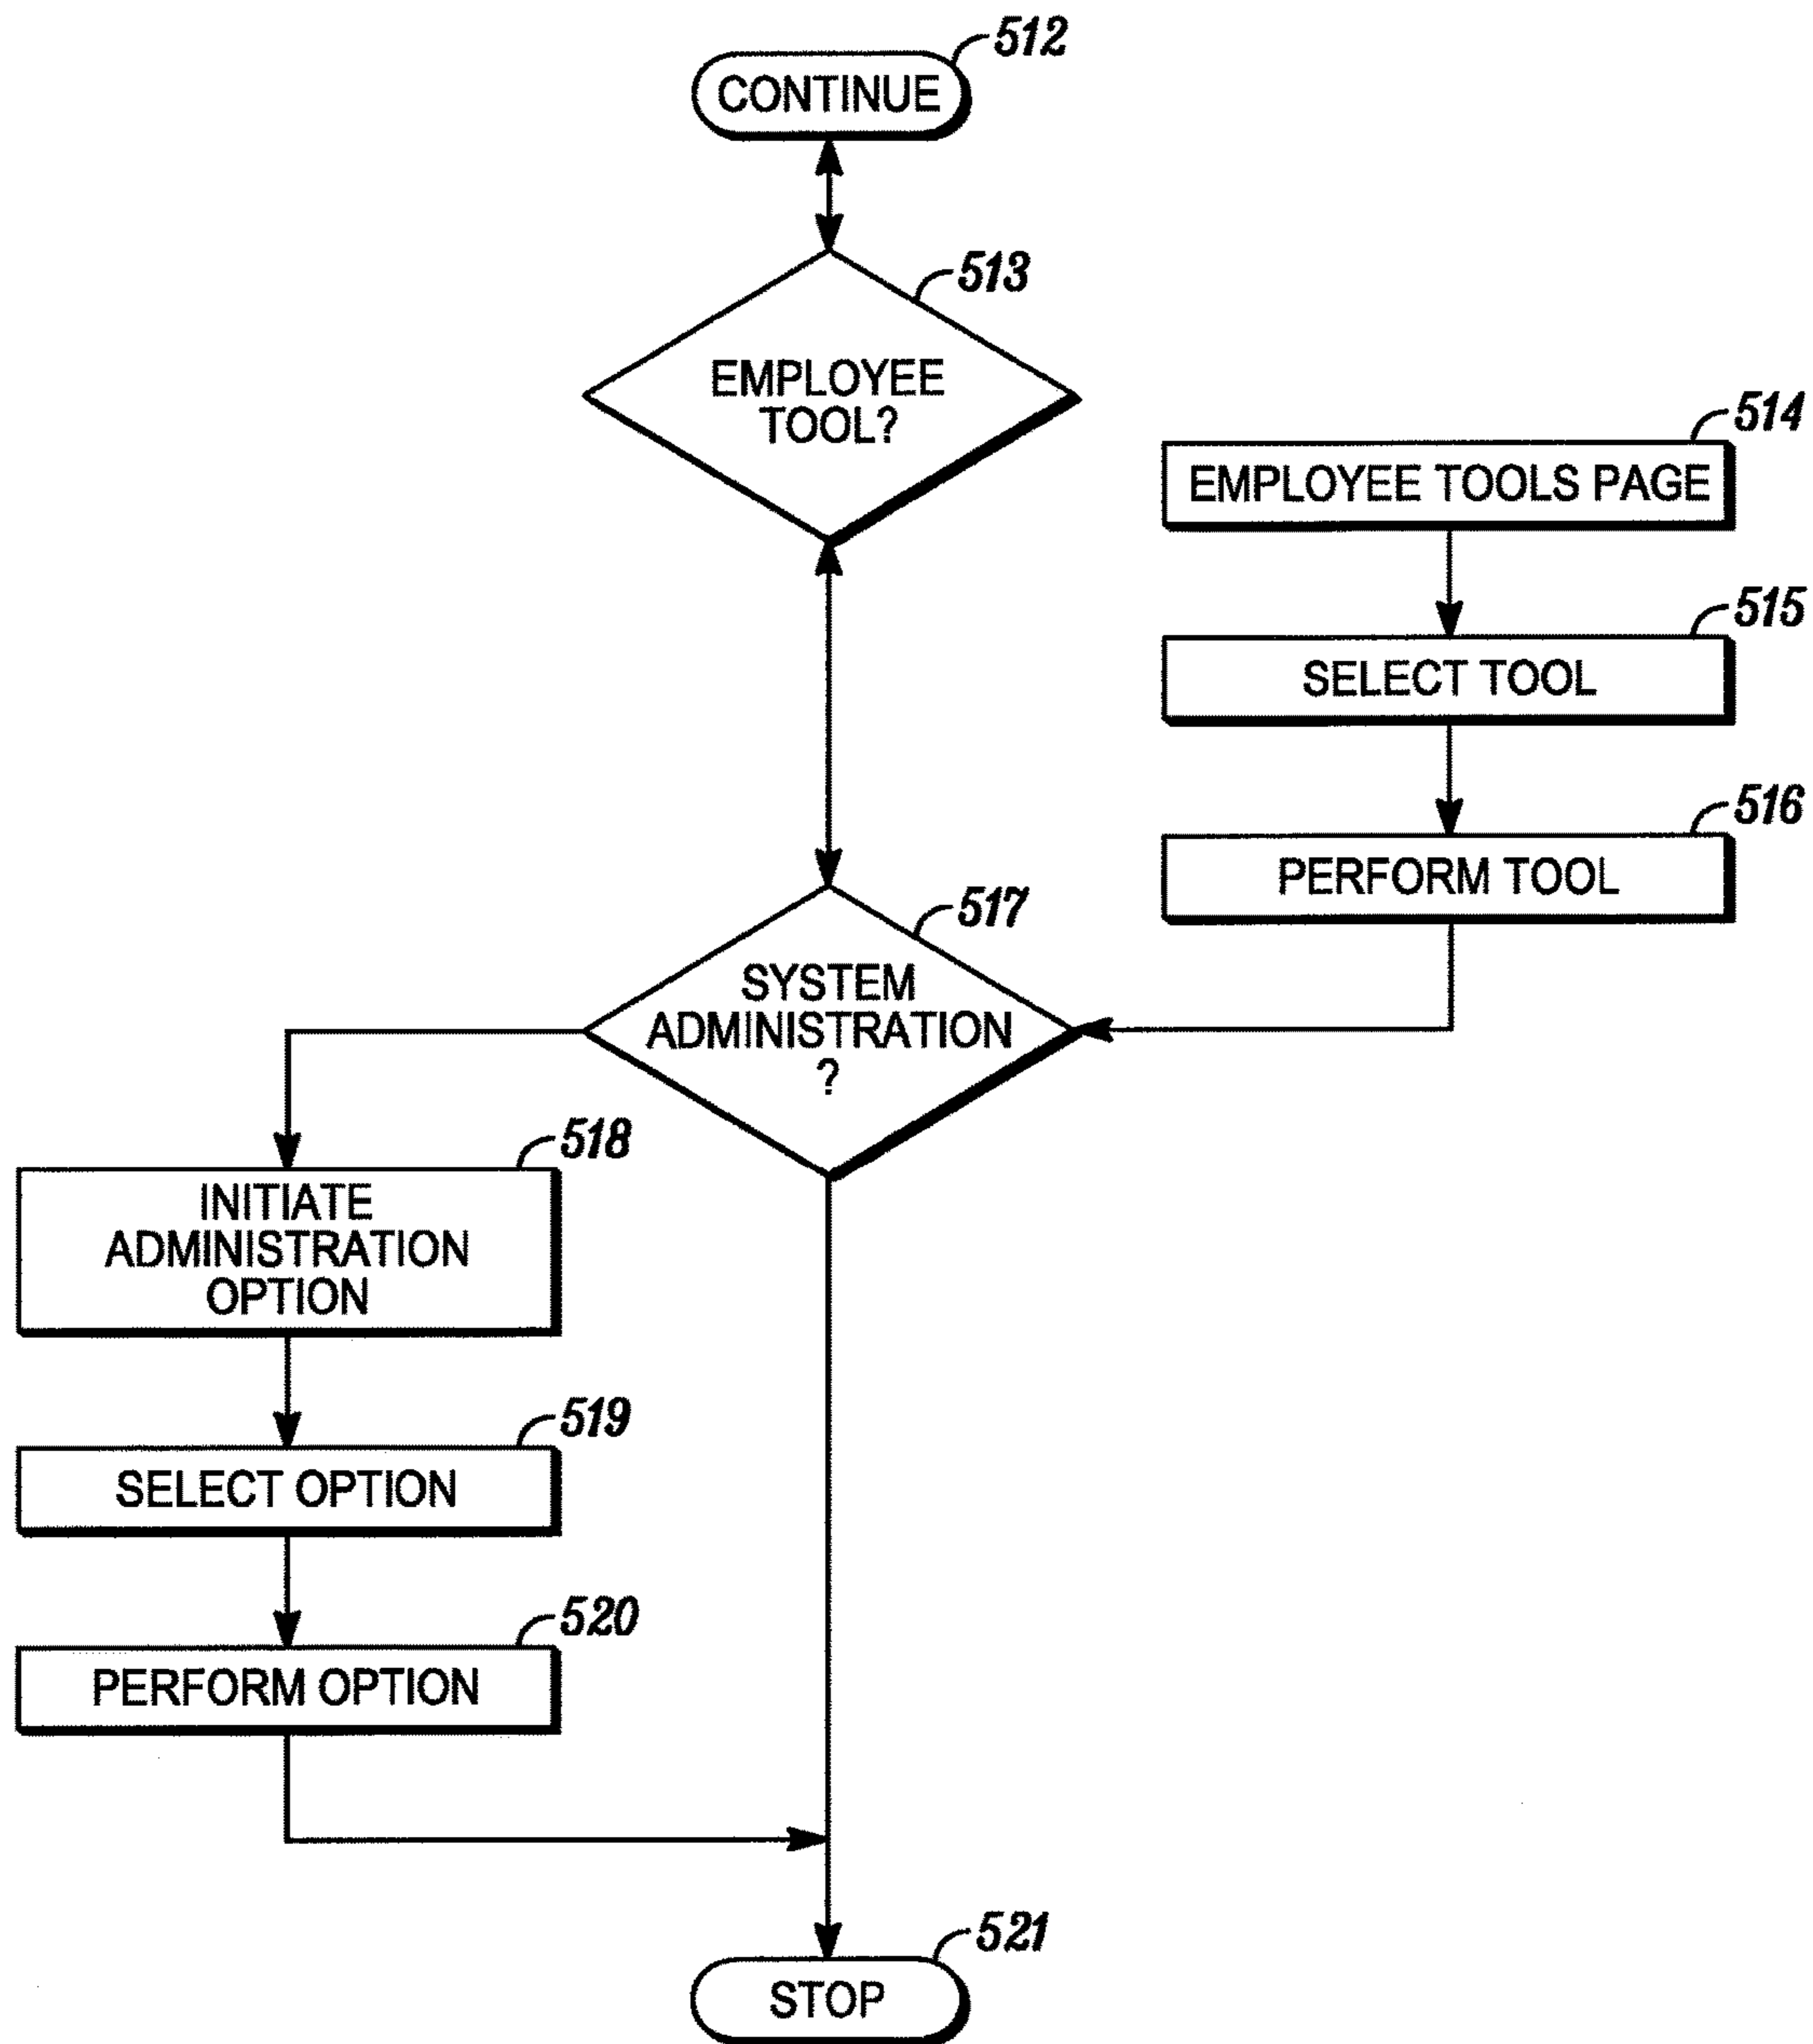 512
CONTINUE
513
EMPLOYEE
TOOL?
514
EMPLOYEE TOOLS PAGE
515
SELECT TOOL
516
PERFORM TOOL
517
SYSTEM
ADMINISTRATION
?
518
INITIATE
ADMINISTRATION
OPTION
519
SELECT OPTION
520
PERFORM OPTION
521
STOP